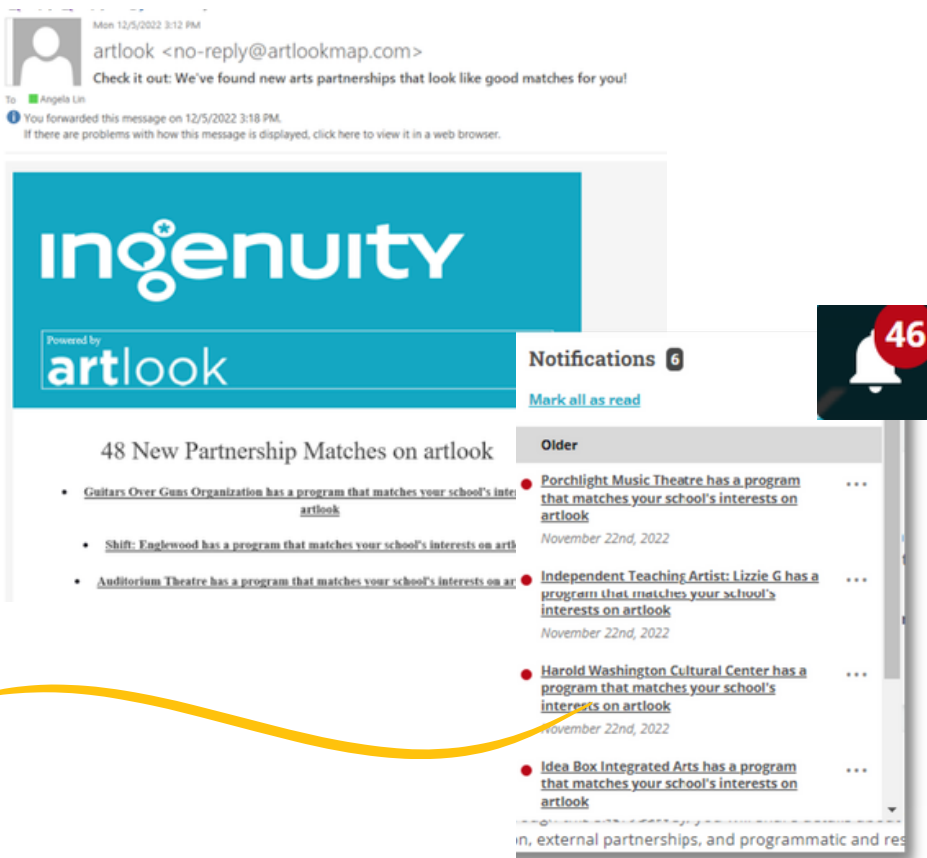 Mon 12/5/2022 3:12 PM
artlook <no-reply@artlookmap.com>
Check it out: We've found new arts partnerships that look like good matches for you!
To Angela Lin
You forwarded this message on 12/5/2022 3:18 PM.
If there are problems with how this message is displayed, click here to view it in a web browser.
ingenuity
Powered by
artlook
48 New Partnership Matches on artlook
• Guitars Over Guns Organization has a program that matches your school's
artlook
• Shift: Englewood has a program that matches your school's interests on
• Auditorium Theatre has a program that matches your school's interests on
46
Notifications 6
Mark all as read
Older
Porchlight Music Theatre has a program
that matches your school's interests on
artlook
November 22nd, 2022
Independent Teaching Artist: Lizzie G has a
program that matches your school's
interests on artlook
November 22nd, 2022
Harold Washington Cultural Center has a
program that matches your school's
interests on artlook
November 22nd, 2022
Idea Box Integrated Arts has a program
that matches your school's interests on
artlook
external partnerships, and programmatic and